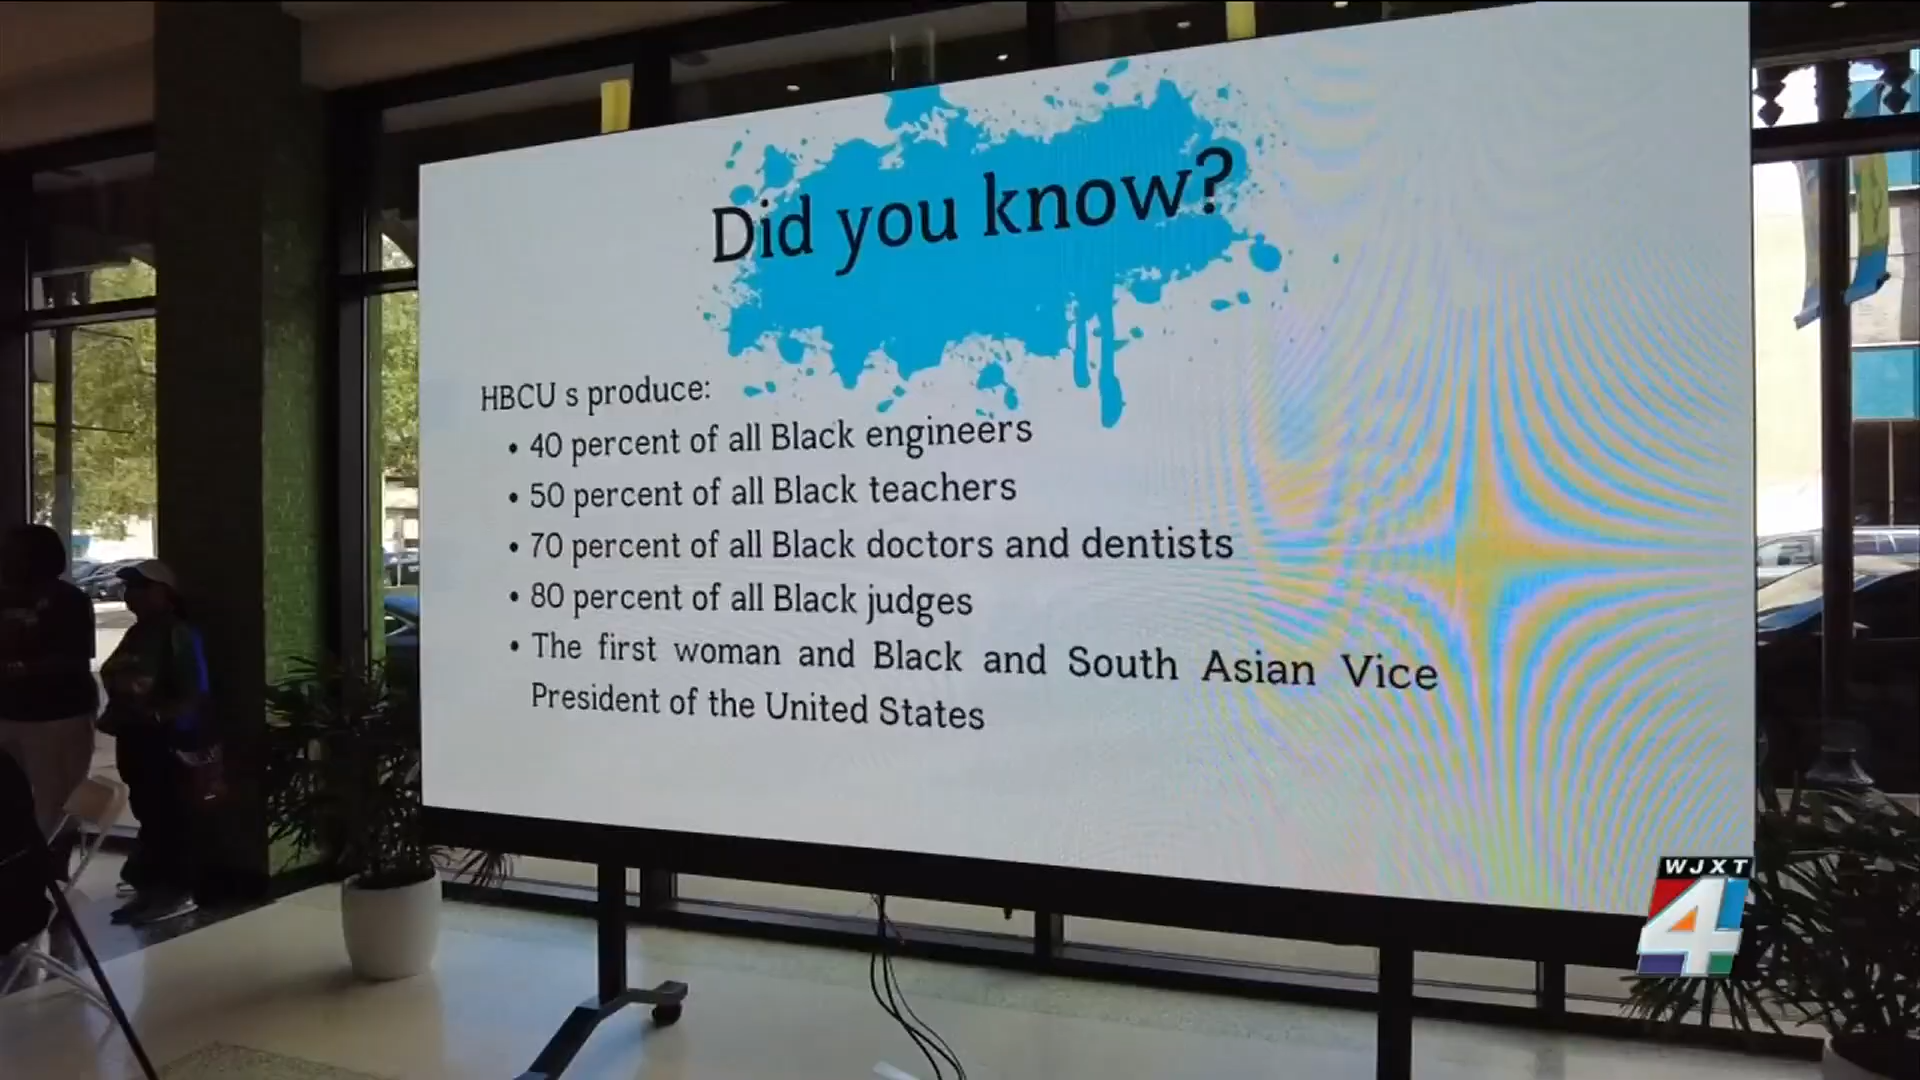 Did you know?
HBCU s produce:
• 40 percent of all Black engineers
• 50 percent of all Black teachers
• 70 percent of all Black doctors and dentists
• 80 percent of all Black judges
• The first woman and Black and South Asian Vice
President of the United States
WJXT
4